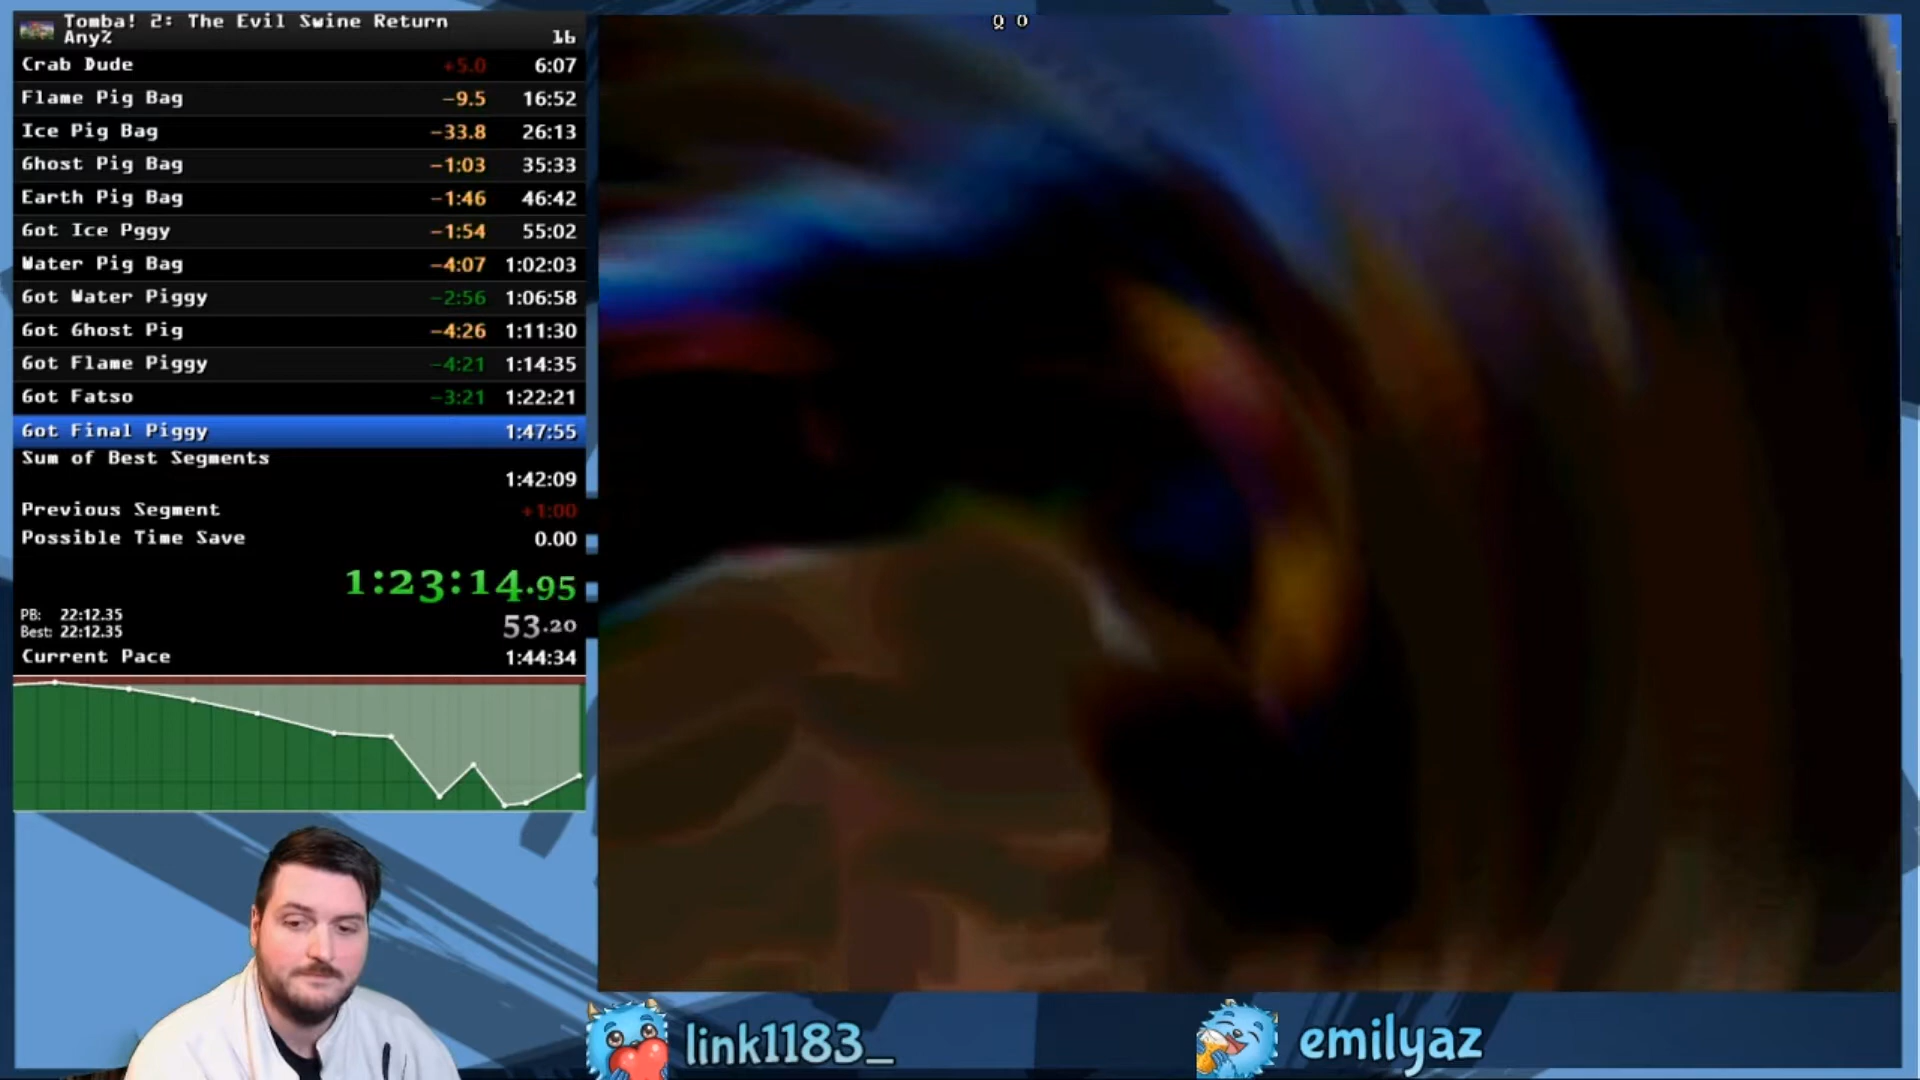 Tomba! 2: The Evil Swine Return
Any% 16
Crab Dude +5.0 6:07
Flame Pig Bag −9.5 16:52
Ice Pig Bag −33.8 26:13
Ghost Pig Bag −1:03 35:33
Earth Pig Bag −1:46 46:42
Got Ice Pggy −1:54 55:02
Water Pig Bag −4:07 1:02:03
Got Water Piggy −2:56 1:06:58
Got Ghost Pig −4:26 1:11:30
Got Flame Piggy −4:21 1:14:35
Got Fatso −3:21 1:22:21
Got Final Piggy 1:47:55
Sum of Best Segments
1:42:09
Previous Segment +1:00
Possible Time Save 0.00
1:23:14.95
PB: 22:12.35
Best: 22:12.35
53.20
Current Pace 1:44:34
link1183_
emilyaz